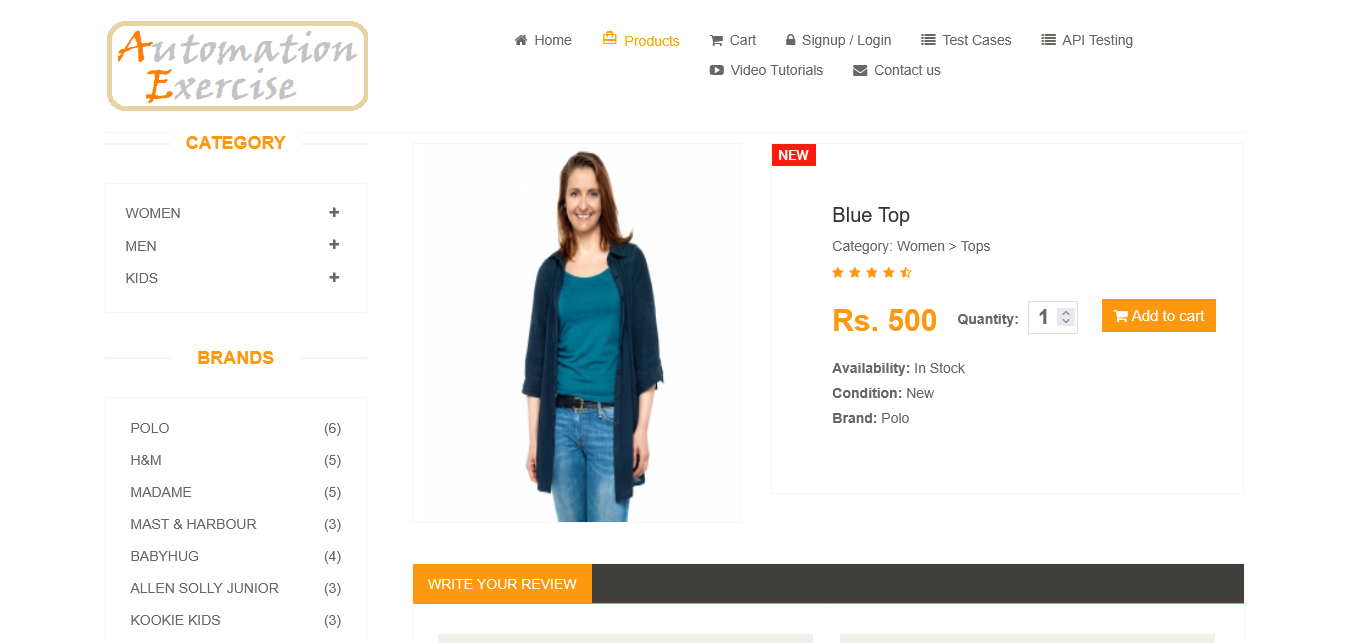 Automation
Exercise
Home
Products
Cart
Signup / Login
Test Cases
API Testing
Video Tutorials
Contact us
CATEGORY
WOMEN
MEN
KIDS
BRANDS
POLO (6)
H&M (5)
MADAME (5)
MAST & HARBOUR (3)
BABYHUG (4)
ALLEN SOLLY JUNIOR (3)
KOOKIE KIDS (3)
NEW
Blue Top
Category: Women > Tops
Rs. 500 Quantity: 1 Add to cart
Availability: In Stock
Condition: New
Brand: Polo
WRITE YOUR REVIEW